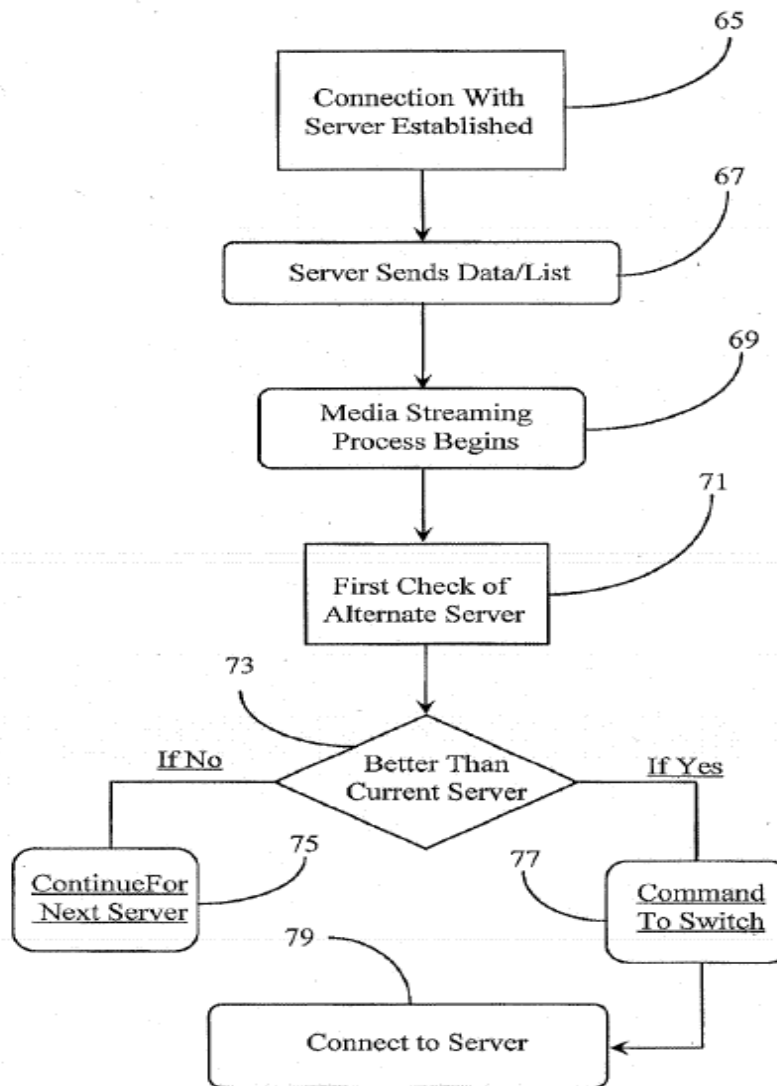 65
Connection With
Server Established
67
Server Sends Data/List
69
Media Streaming
Process Begins
71
First Check of
Alternate Server
73
Better Than
Current Server
If No
If Yes
75
ContinueFor
Next Server
77
Command
To Switch
79
Connect to Server